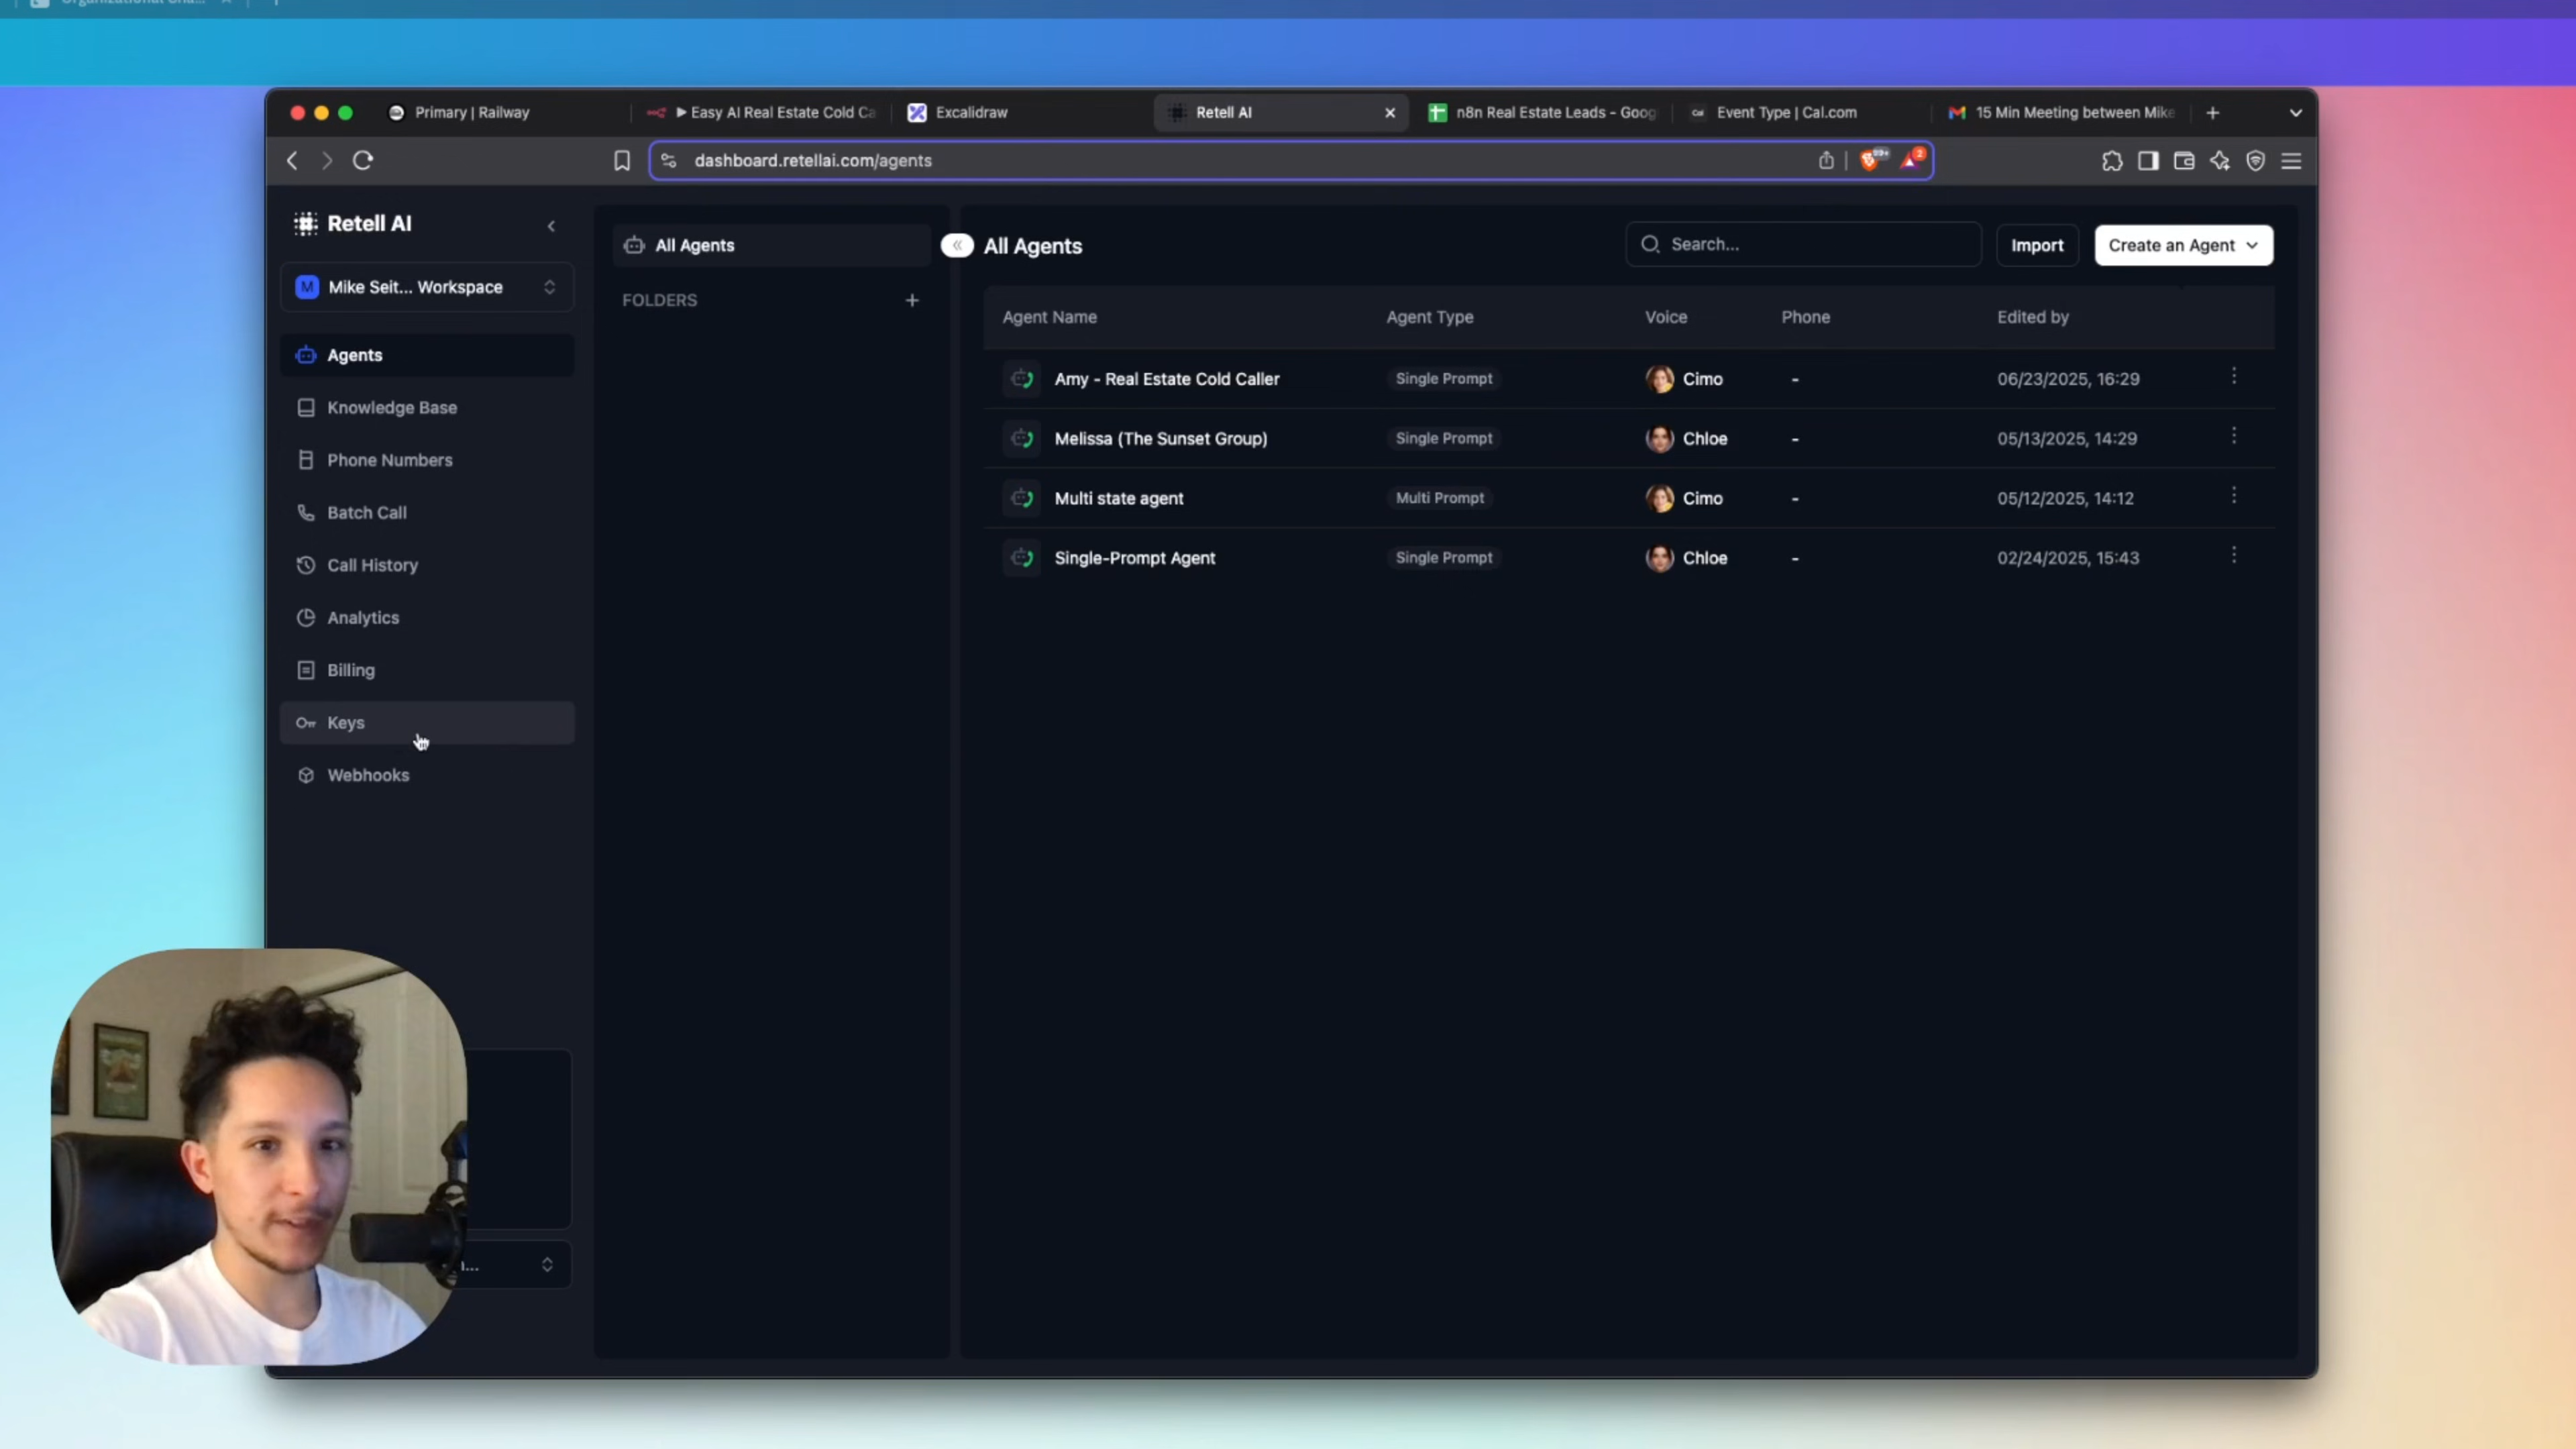 Primary | Railway
Easy AI Real Estate Cold Ca
Excalidraw
Retell AI
n8n Real Estate Leads - Goog
Cal
Event Type | Cal.com
15 Min Meeting between Mike
dashboard.retellai.com/agents
99+
2
Retell AI
M Mike Seit... Workspace
Agents
Knowledge Base
Phone Numbers
Batch Call
Call History
Analytics
Billing
Keys
Webhooks
All Agents
FOLDERS
All Agents
Search...
Import
Create an Agent
Agent Name Agent Type Voice Phone Edited by
Amy - Real Estate Cold Caller Single Prompt Cimo - 06/23/2025, 16:29
Melissa (The Sunset Group) Single Prompt Chloe - 05/13/2025, 14:29
Multi state agent Multi Prompt Cimo - 05/12/2025, 14:12
Single-Prompt Agent Single Prompt Chloe - 02/24/2025, 15:43